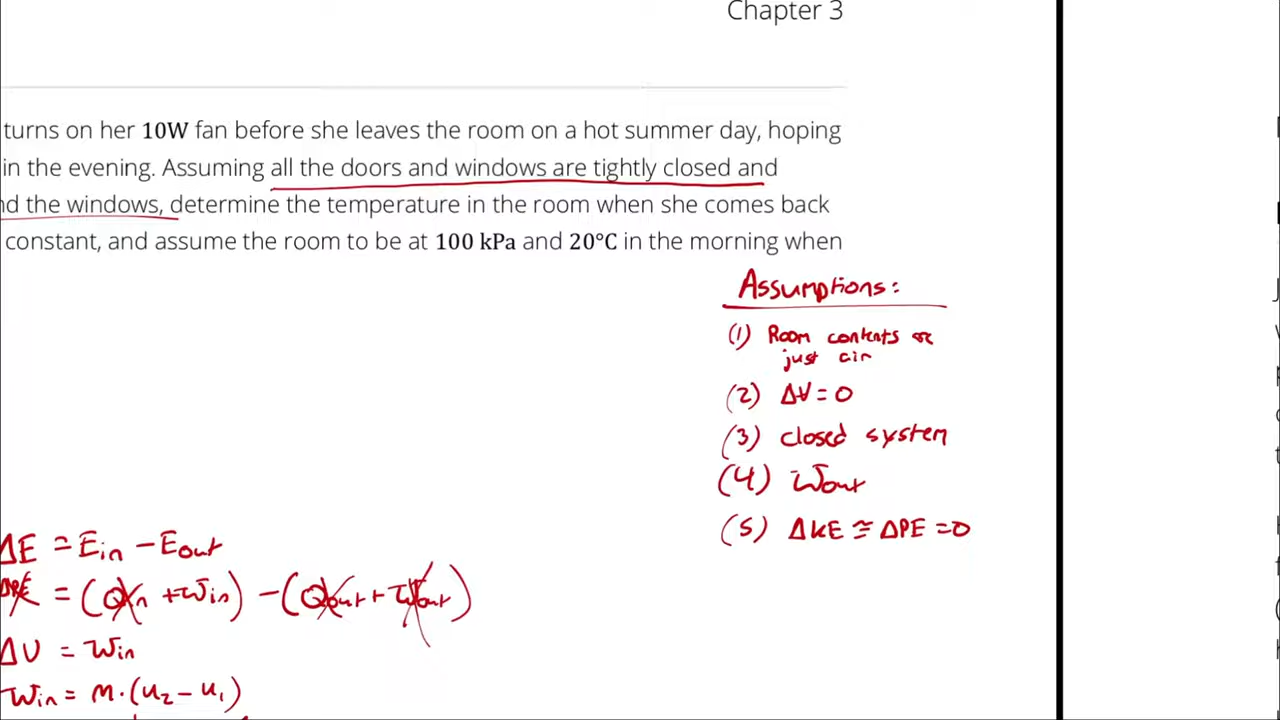 Chapter 3
turns on her 10W fan before she leaves the room on a hot summer day, hoping
in the evening. Assuming all the doors and windows are tightly closed and
nd the windows, determine the temperature in the room when she comes back
constant, and assume the room to be at 100 kPa and 20°C in the morning when
Assumptions:
(1) Room contents are
just air
(2) ΔV = 0
(3) closed system
(4) Wout
(5) ΔKE ≅ ΔPE = 0
ΔE = Ein - Eout
ΔPE = (Qin + Win) - (Qout + Wout)
ΔU = Win
Win = m·(u2 - u1)